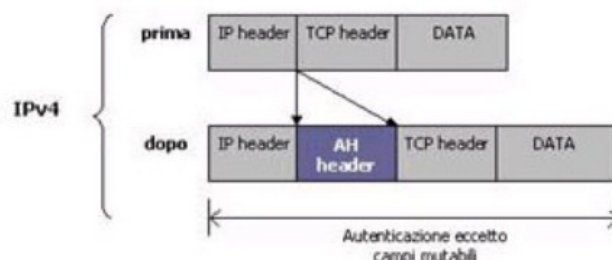 prima
IP header TCP header DATA
IPv4
dopo
IP header AH header TCP header DATA
Autenticazione eccetto
campi mutabili